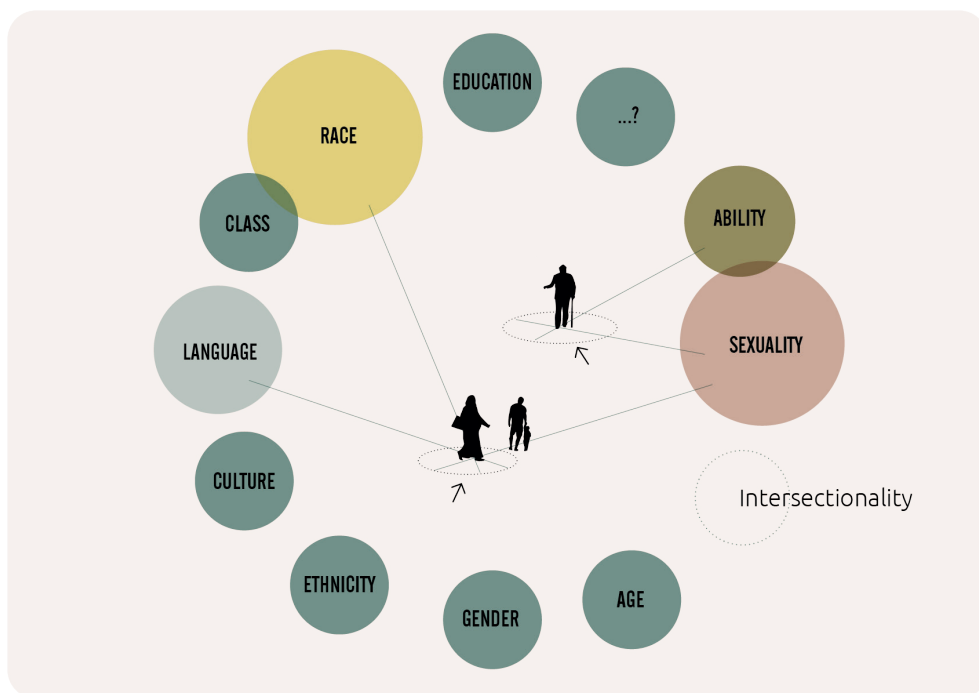 EDUCATION
...?
RACE
ABILITY
CLASS
SEXUALITY
LANGUAGE
CULTURE
Intersectionality
ETHNICITY
AGE
GENDER